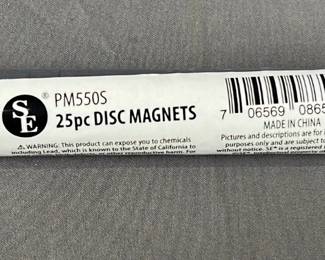 SE ® PM550S
25pc DISC MAGNETS
⚠ WARNING: This product can expose you to chemicals
including Lead, which is known to the State of California to
7 06569 0865
MADE IN CHINA
Pictures and descriptions are for
purposes only and are subject to
without notice. SE® is a registered